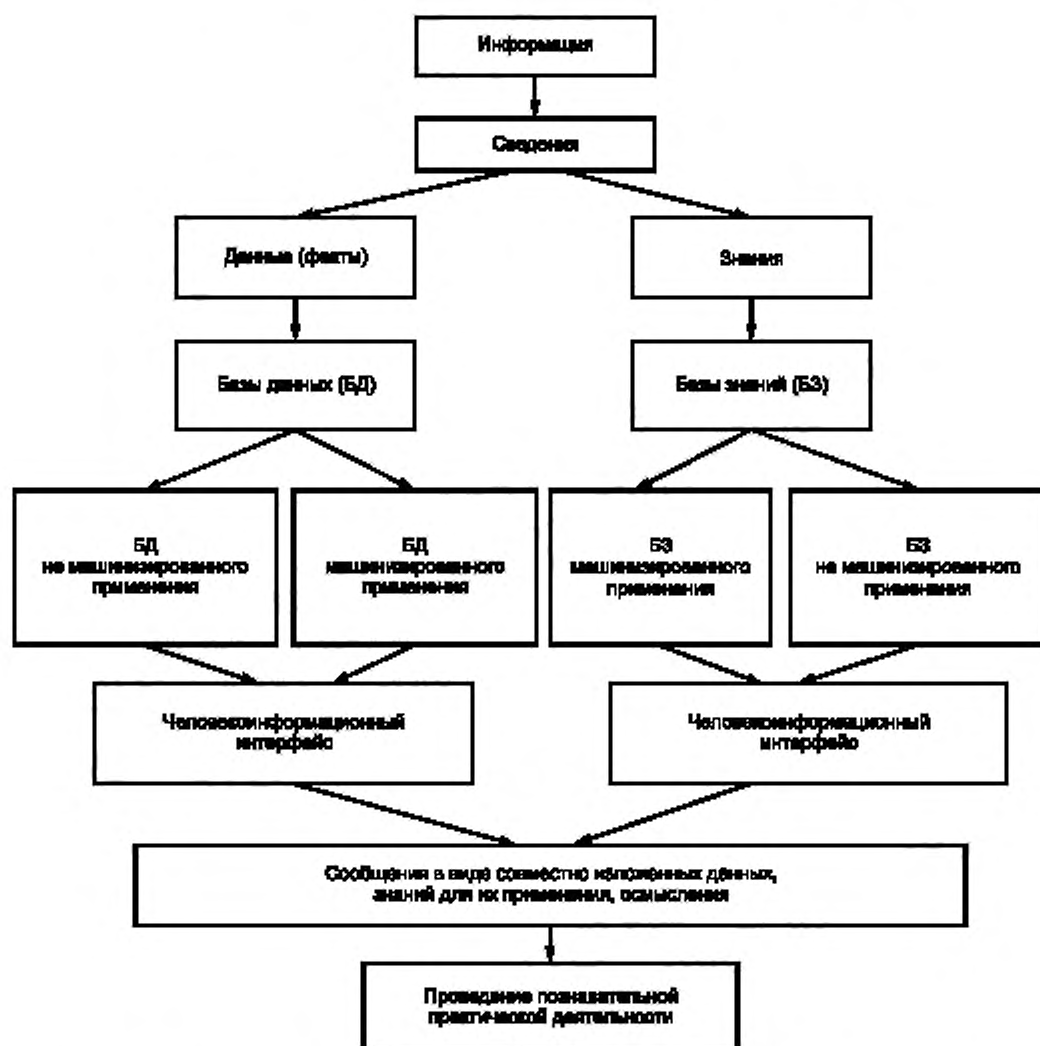 Информация
Сведения
Данные (факты)
Знания
Базы данных (БД)
Базы знаний (БЗ)
БД
не машинизированного
применения
БД
машинизированного
применения
БЗ
машинизированного
применения
БЗ
не машинизированного
применения
Человекоинформационный
интерфейс
Человекоинформационный
интерфейс
Сообщения в виде совместно изложенных данных,
знаний для их применения, осмысления
Проведение познавательной
практической деятельности